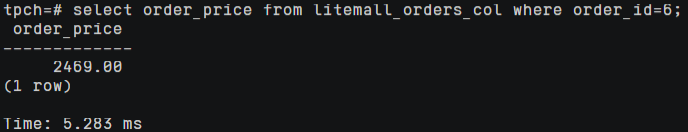 tpch=# select order_price from litemall_orders_col where order_id=6;
 order_price
-------------
     2469.00
(1 row)

Time: 5.283 ms